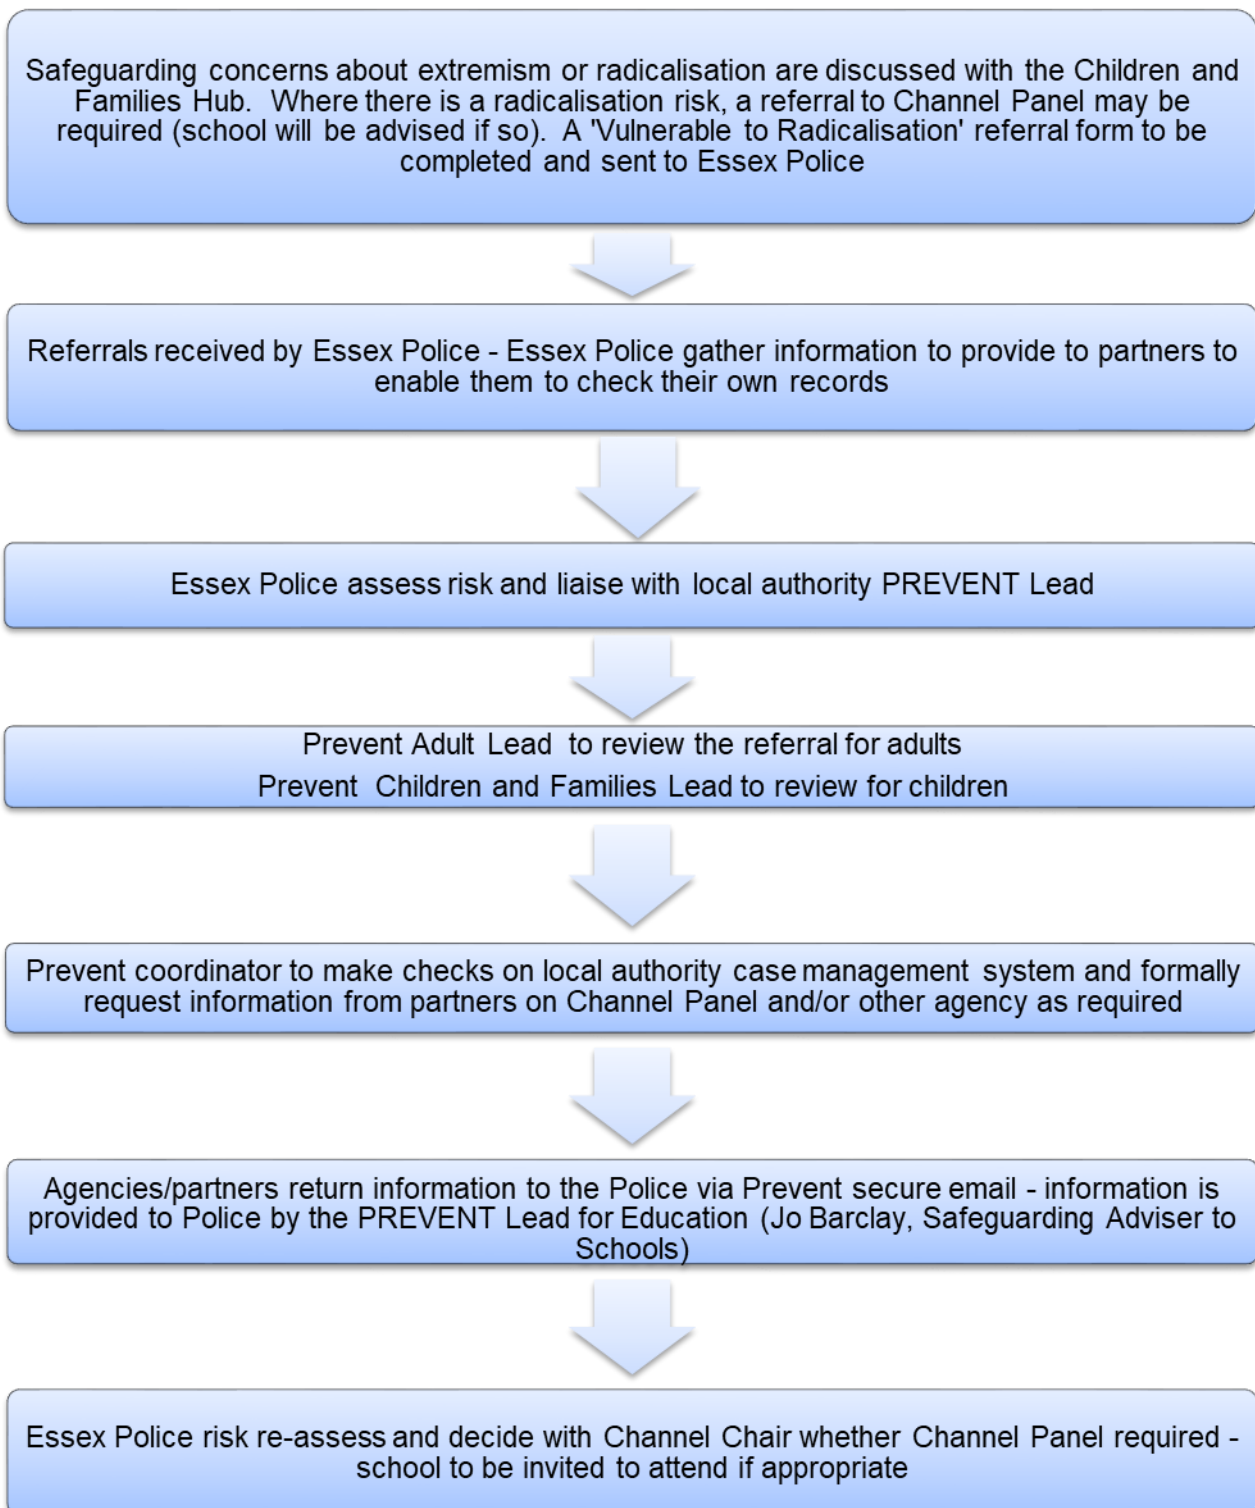 Safeguarding concerns about extremism or radicalisation are discussed with the Children and
Families Hub. Where there is a radicalisation risk, a referral to Channel Panel may be
required (school will be advised if so). A 'Vulnerable to Radicalisation' referral form to be
completed and sent to Essex Police
Referrals received by Essex Police - Essex Police gather information to provide to partners to
enable them to check their own records
Essex Police assess risk and liaise with local authority PREVENT Lead
Prevent Adult Lead to review the referral for adults
Prevent Children and Families Lead to review for children
Prevent coordinator to make checks on local authority case management system and formally
request information from partners on Channel Panel and/or other agency as required
Agencies/partners return information to the Police via Prevent secure email - information is
provided to Police by the PREVENT Lead for Education (Jo Barclay, Safeguarding Adviser to
Schools)
Essex Police risk re-assess and decide with Channel Chair whether Channel Panel required -
school to be invited to attend if appropriate